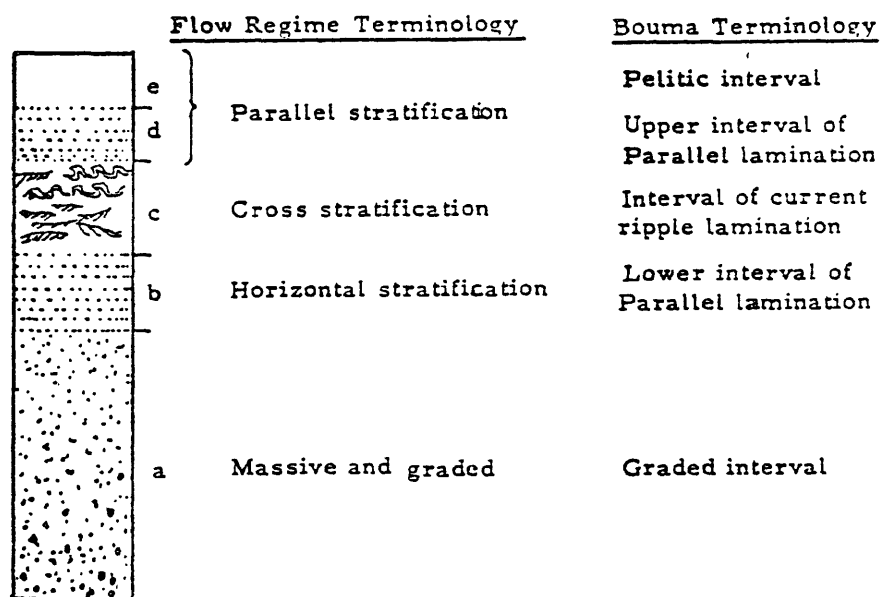 Flow Regime Terminology
Bouma Terminology
e
Parallel stratification
Pelitic interval
d
Upper interval of
Parallel lamination
c
Cross stratification
Interval of current
ripple lamination
b
Horizontal stratification
Lower interval of
Parallel lamination
a
Massive and graded
Graded interval